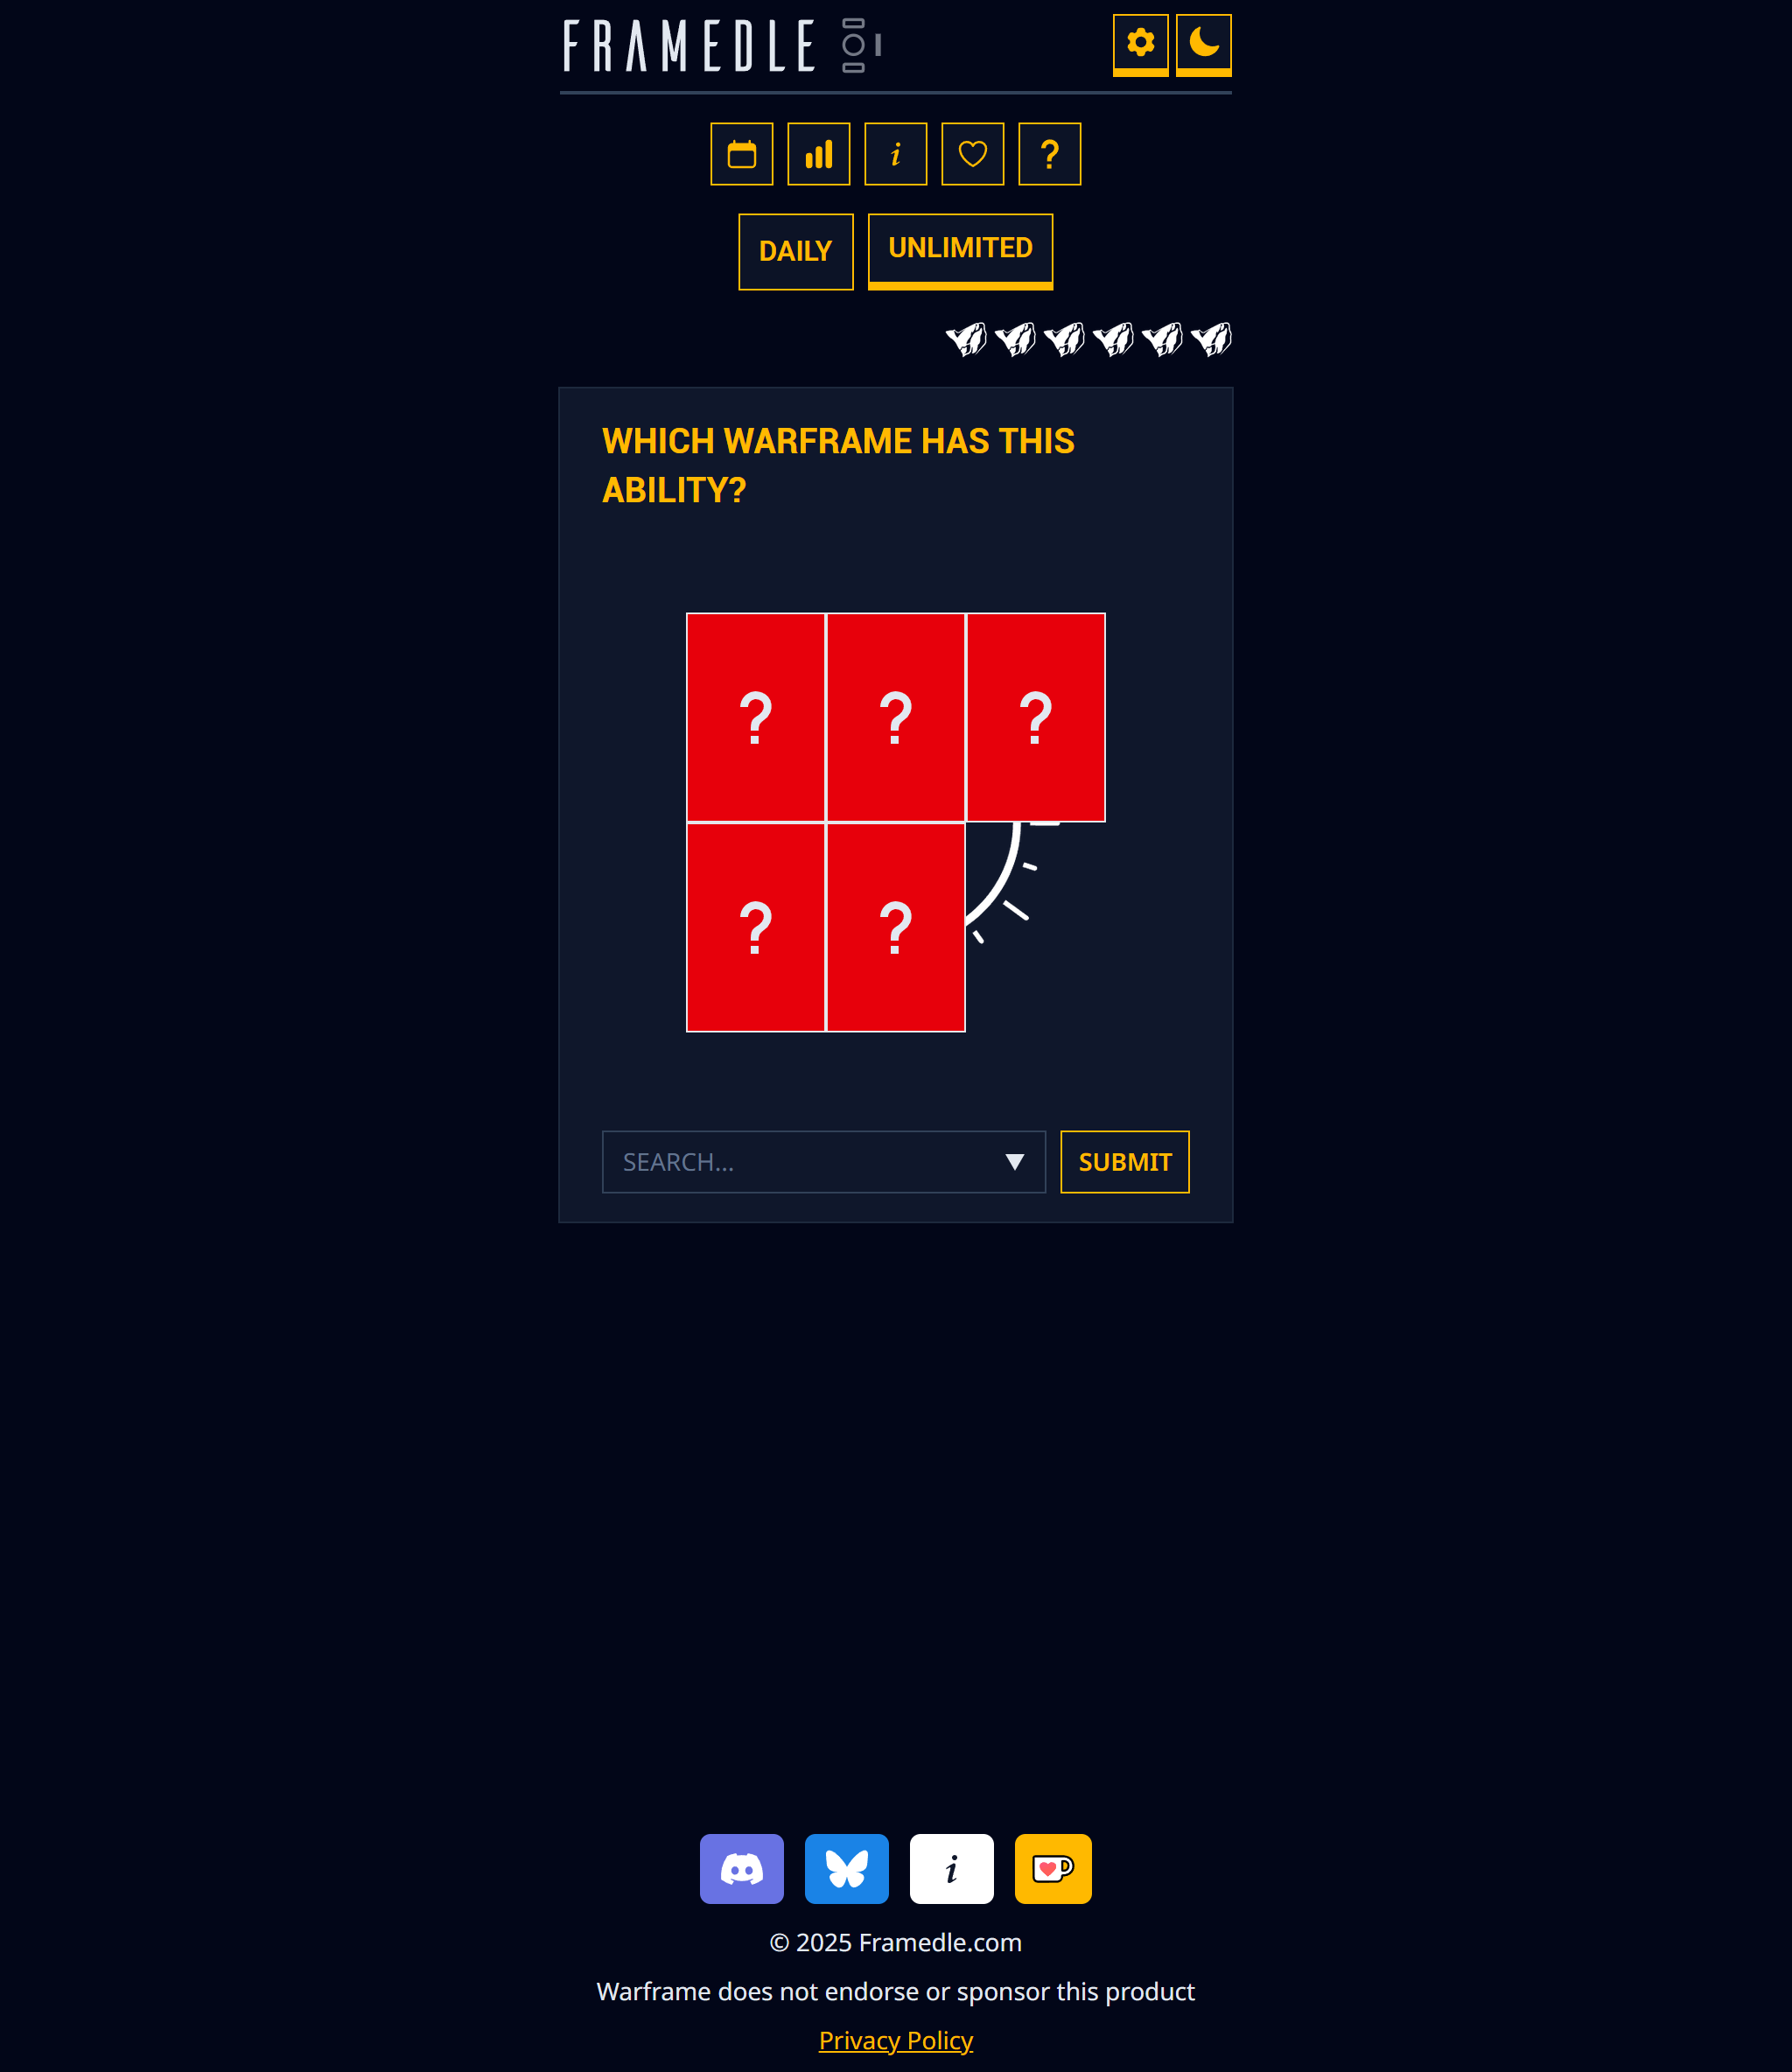 FRAMEDLE
i
?
DAILY
UNLIMITED
WHICH WARFRAME HAS THIS
ABILITY?
? ? ?
? ?
SEARCH...
SUBMIT
i
© 2025 Framedle.com
Warframe does not endorse or sponsor this product
Privacy Policy